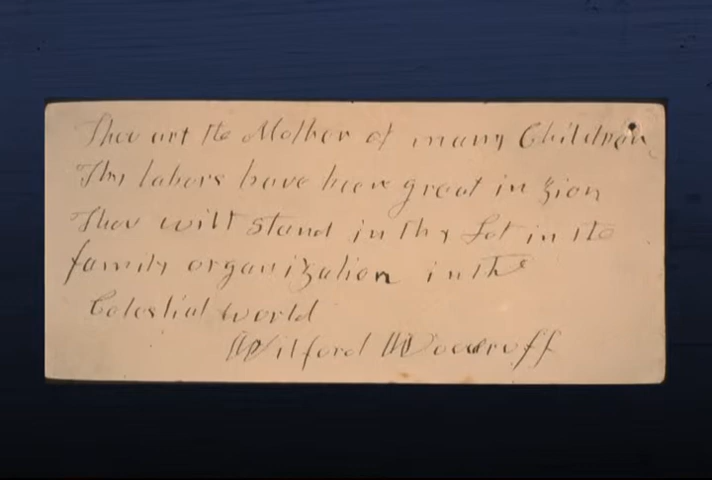 Thou art the Mother of many Children
Thy labors have been great in Zion
Thou will stand in thy Lot in the
family organization in the
Celestial world
Wilford Woodruff